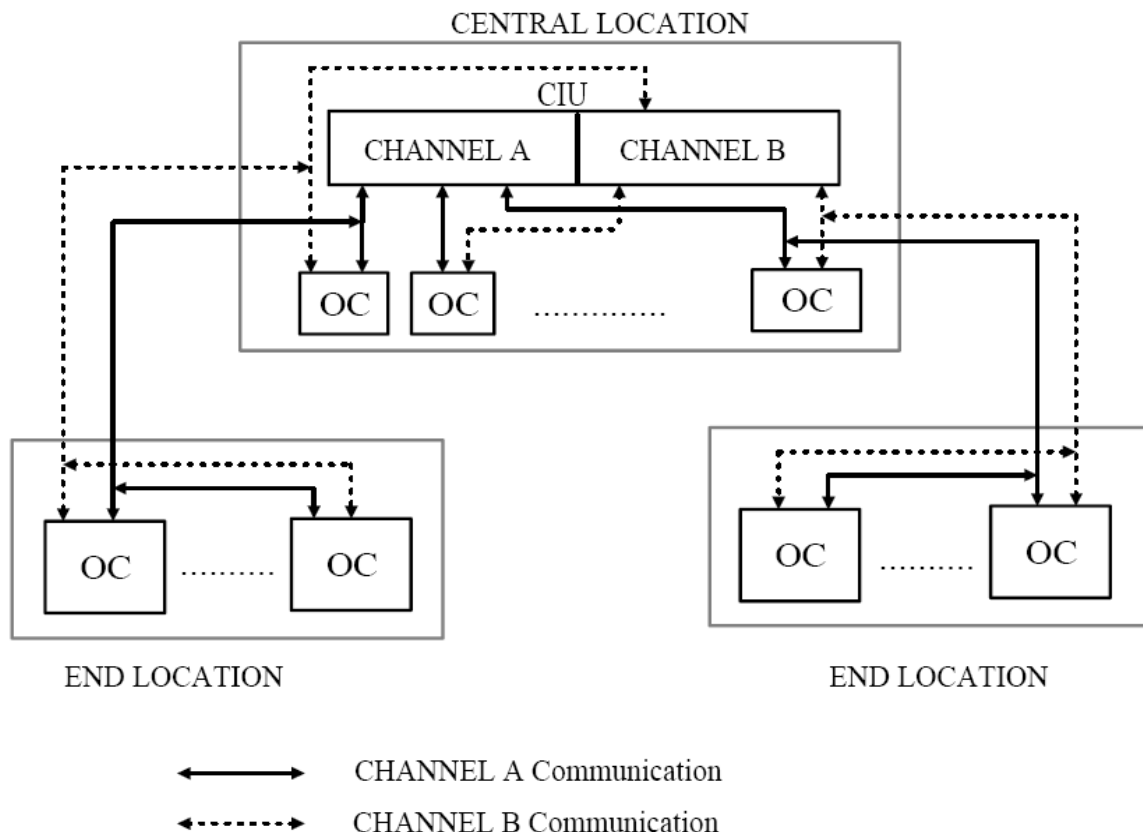 CENTRAL LOCATION
CIU
CHANNEL A CHANNEL B
OC OC .............. OC
OC .......... OC
OC .......... OC
END LOCATION
END LOCATION
CHANNEL A Communication
CHANNEL B Communication